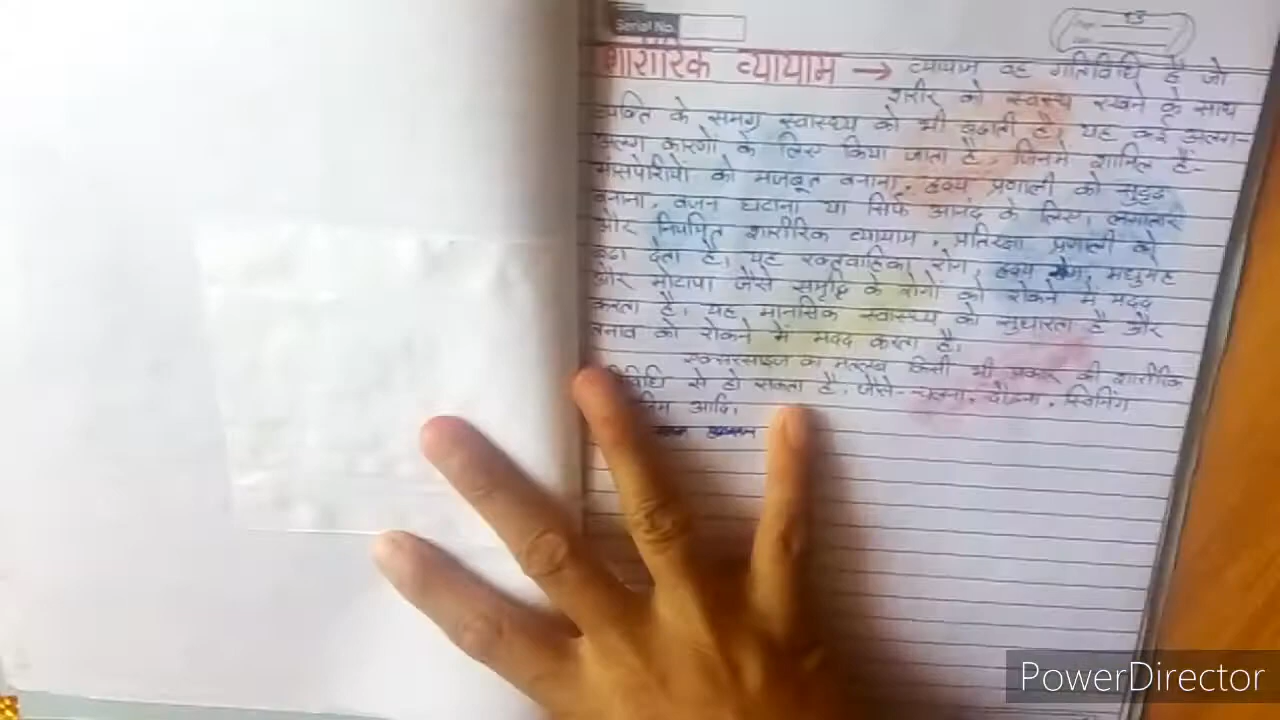 Serial No.
13
शारीरिक व्यायाम → व्यायाम वह गतिविधि है जो
शरीर को स्वस्थ रखने के साथ
व्यक्ति के समग्र स्वास्थ्य को भी बढ़ाती है। यह कई अलग-
अलग कारणों के लिए किया जाता है, जिनमें शामिल हैं-
मांसपेशियों को मजबूत बनाना, हृदय प्रणाली को सुदृढ़
बनाना, वजन घटाना या सिर्फ आनंद के लिए। लगातार
और नियमित शारीरिक व्यायाम, प्रतिरक्षा प्रणाली को
बढ़ा देता है। यह रक्तवाहिका रोग, हृदय रोग, मधुमेह
और मोटापा जैसे समृद्धि के रोगों को रोकने में मदद
करता है। यह मानसिक स्वास्थ्य को सुधारता है और
तनाव को रोकने में मदद करता है।
एक्सरसाइज का मतलब किसी भी प्रकार की शारीरिक
विधि से हो सकता है, जैसे- चलना, दौड़ना, स्विमिंग
जिम आदि।
PowerDirector